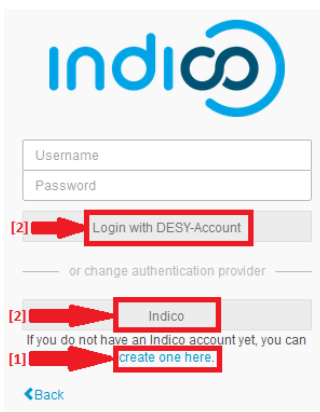 indico
Username
Password
[2] Login with DESY-Account
or change authentication provider
[2] Indico
If you do not have an Indico account yet, you can
[1] create one here.
Back